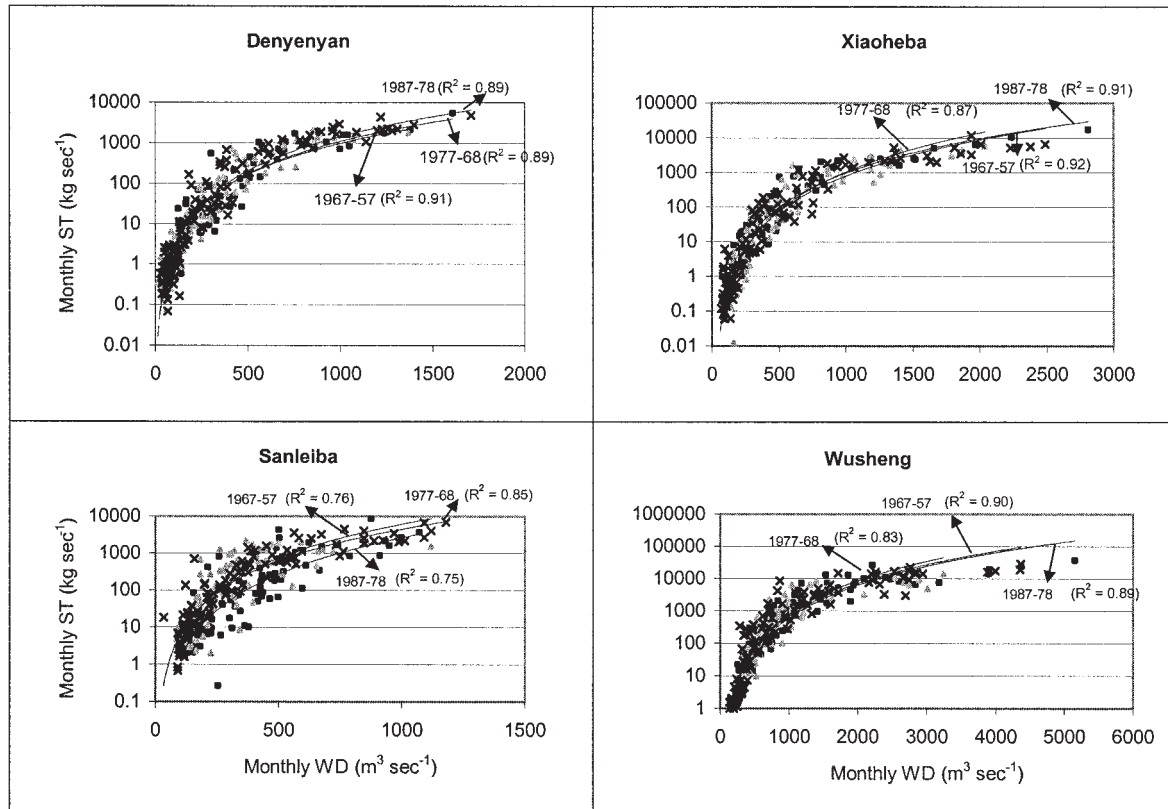 Denyenyan
1987-78 (R² = 0.89)
1977-68 (R² = 0.89)
1967-57 (R² = 0.91)
Monthly ST (kg sec⁻¹)
10000
1000
100
10
1
0.1
0.01
0 500 1000 1500 2000
Xiaoheba
1977-68 (R² = 0.87)
1987-78 (R² = 0.91)
1967-57 (R² = 0.92)
100000
10000
1000
100
10
1
0.1
0.01
0 500 1000 1500 2000 2500 3000
Sanleiba
1967-57 (R² = 0.76)
1977-68 (R² = 0.85)
1987-78 (R² = 0.75)
Monthly ST (kg sec⁻¹)
10000
1000
100
10
1
0.1
0 500 1000 1500
Monthly WD (m³ sec⁻¹)
Wusheng
1967-57 (R² = 0.90)
1977-68 (R² = 0.83)
1987-78 (R² = 0.89)
1000000
100000
10000
1000
100
10
1
0 1000 2000 3000 4000 5000 6000
Monthly WD (m³ sec⁻¹)